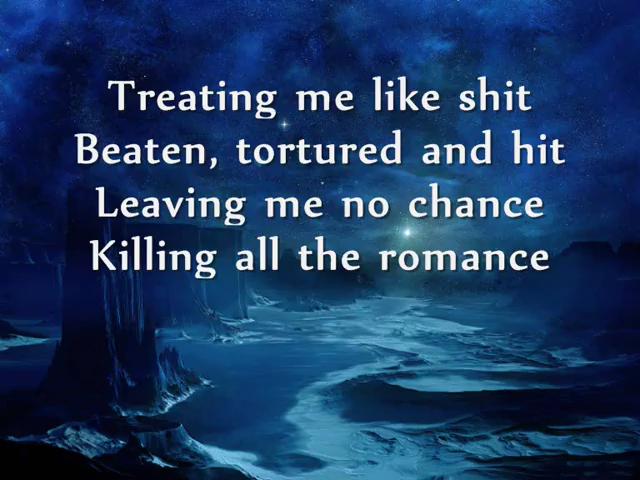 Treating me like shit
Beaten, tortured and hit
Leaving me no chance
Killing all the romance